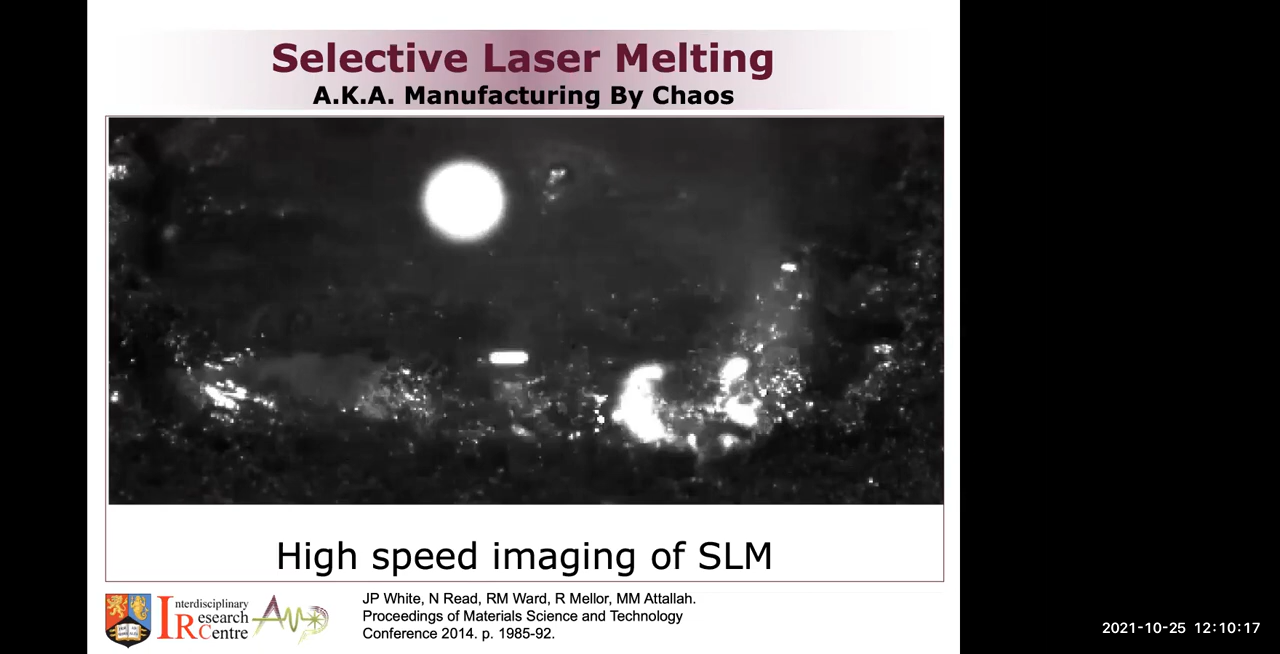 Selective Laser Melting
A.K.A. Manufacturing By Chaos
High speed imaging of SLM
Interdisciplinary
Research
Centre
JP White, N Read, RM Ward, R Mellor, MM Attallah.
Proceedings of Materials Science and Technology
Conference 2014. p. 1985-92.
2021-10-25 12:10:17